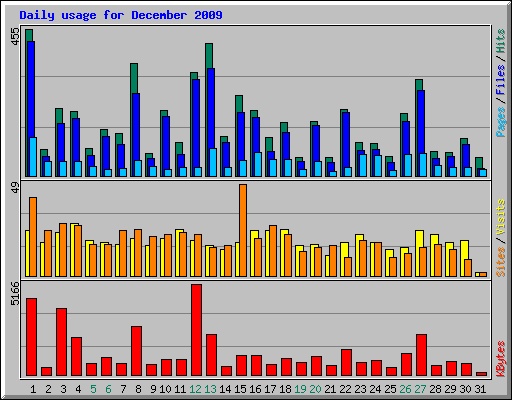 Daily usage for December 2009
455
Pages / Files / Hits
49
Sites / Visits
5166
KBytes
1 2 3 4 5 6 7 8 9 10 11 12 13 14 15 16 17 18 19 20 21 22 23 24 25 26 27 28 29 30 31